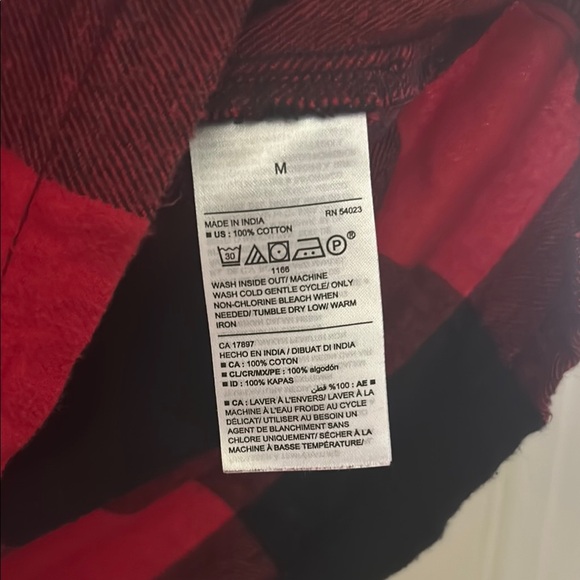 M
MADE IN INDIA RN 54023
■ US : 100% COTTON
30 P ®
1166
WASH INSIDE OUT/ MACHINE
WASH COLD GENTLE CYCLE/ ONLY
NON-CHLORINE BLEACH WHEN
NEEDED/ TUMBLE DRY LOW/ WARM
IRON
CA 17897
HECHO EN INDIA / DIBUAT DI INDIA
■ CA : 100% COTON
■ CL/CR/MX/PE : 100% algodón
■ ID : 100% KAPAS
■ AE : 100% قطن
■ CA : LAVER À L'ENVERS/ LAVER À LA
MACHINE À L'EAU FROIDE AU CYCLE
DÉLICAT/ UTILISER AU BESOIN UN
AGENT DE BLANCHIMENT SANS
CHLORE UNIQUEMENT/ SÉCHER À LA
MACHINE À BASSE TEMPÉRATURE/